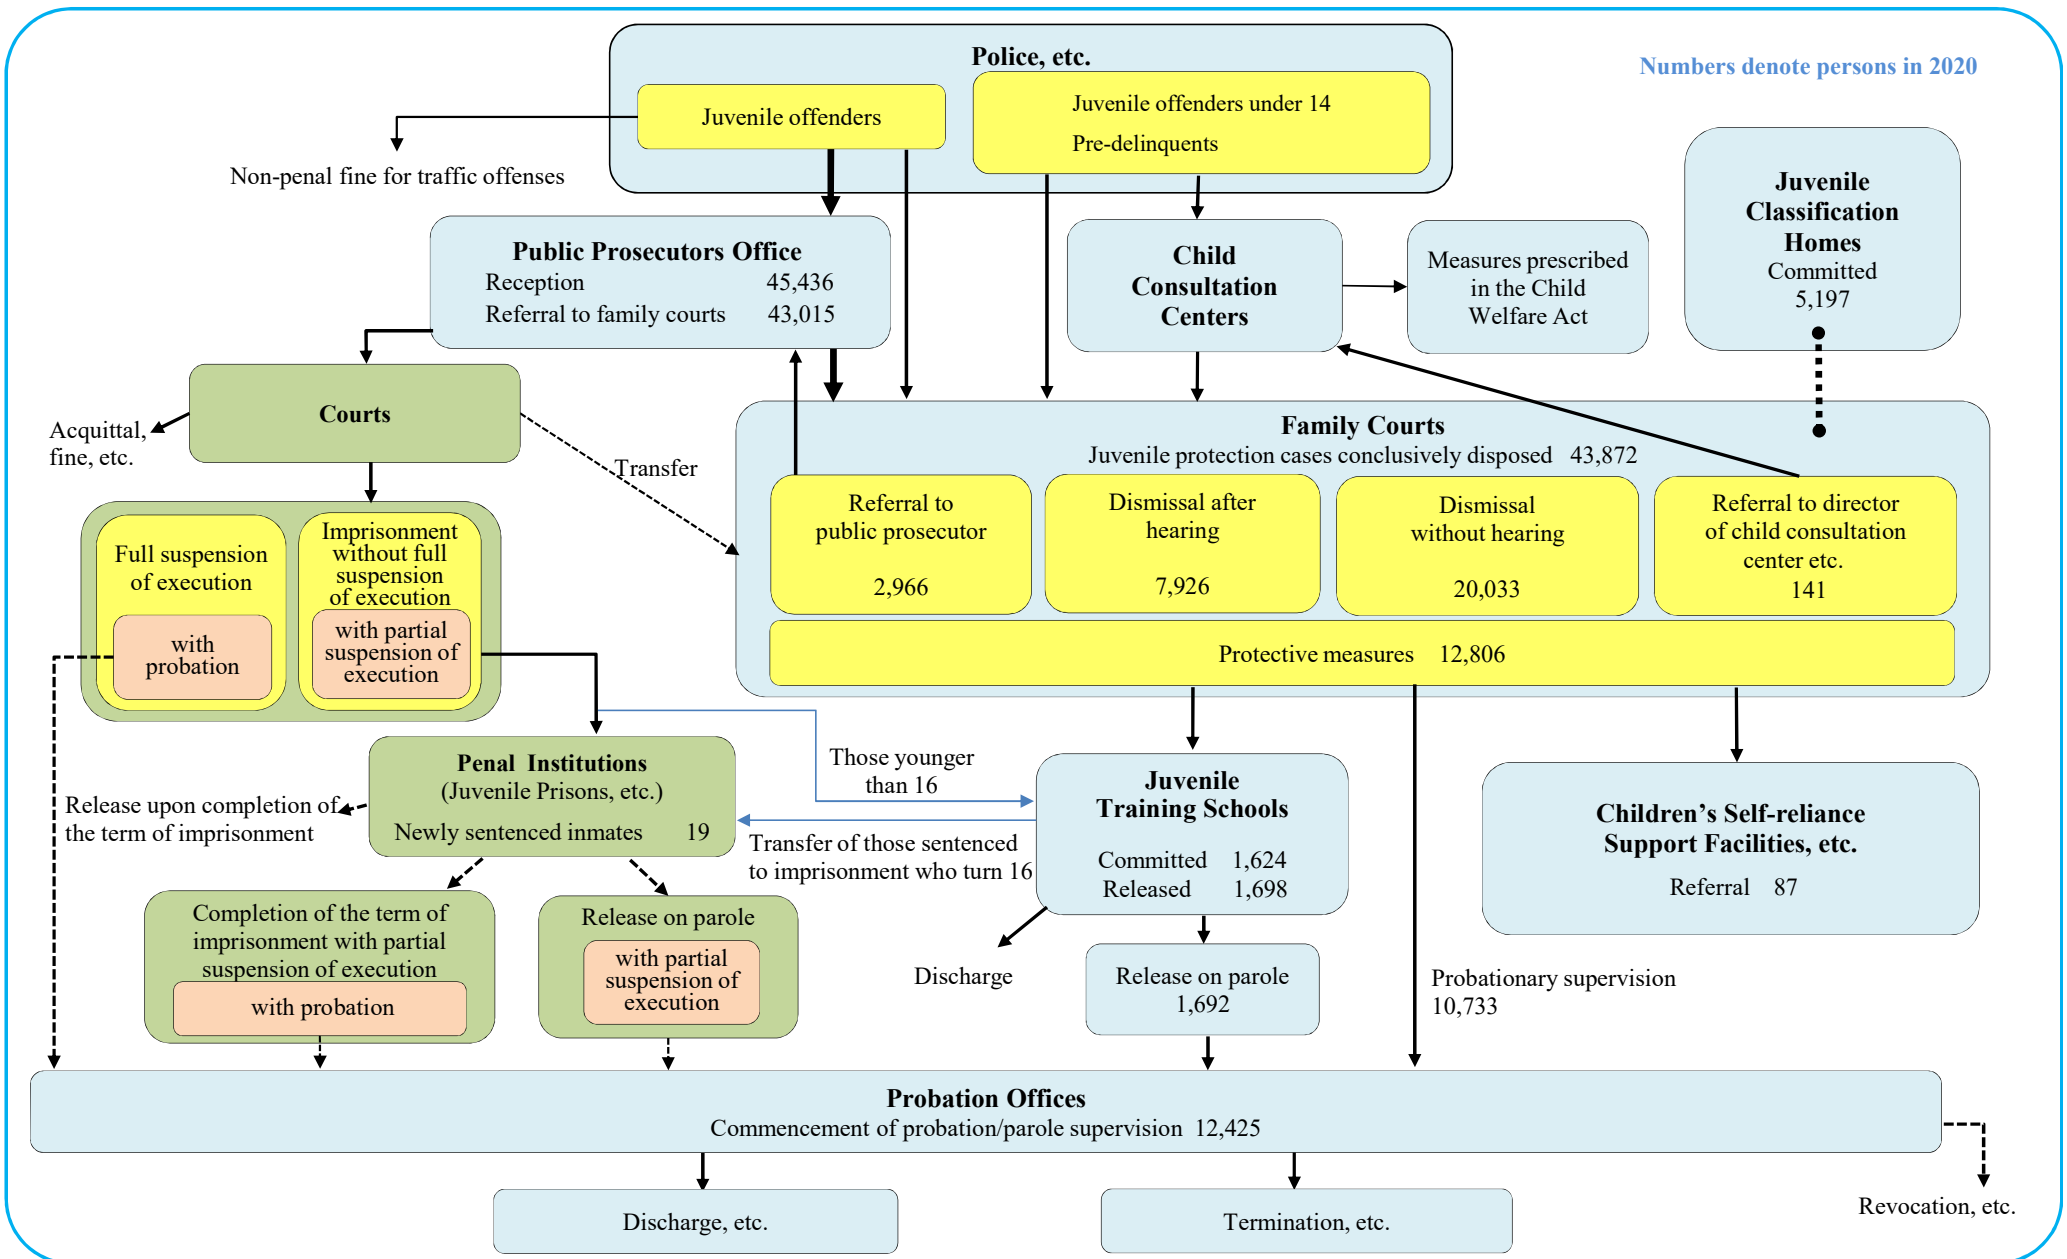 Police, etc.
Numbers denote persons in 2020
Juvenile offenders
Juvenile offenders under 14
Pre-delinquents
Non-penal fine for traffic offenses
Juvenile
Classification
Homes
Committed
5,197
Public Prosecutors Office
Reception 45,436
Referral to family courts 43,015
Child
Consultation
Centers
Measures prescribed
in the Child
Welfare Act
Courts
Acquittal,
fine, etc.
Transfer
Family Courts
Juvenile protection cases conclusively disposed 43,872
Referral to
public prosecutor
2,966
Dismissal after
hearing
7,926
Dismissal
without hearing
20,033
Referral to director
of child consultation
center etc.
141
Protective measures 12,806
Full suspension
of execution
with
probation
Imprisonment
without full
suspension
of execution
with partial
suspension of
execution
Penal Institutions
(Juvenile Prisons, etc.)
Newly sentenced inmates 19
Release upon completion of
the term of imprisonment
Those younger
than 16
Transfer of those sentenced
to imprisonment who turn 16
Juvenile
Training Schools
Committed 1,624
Released 1,698
Children’s Self-reliance
Support Facilities, etc.
Referral 87
Completion of the term of
imprisonment with partial
suspension of execution
with probation
Release on parole
with partial
suspension of
execution
Discharge
Release on parole
1,692
Probationary supervision
10,733
Probation Offices
Commencement of probation/parole supervision 12,425
Discharge, etc.
Termination, etc.
Revocation, etc.